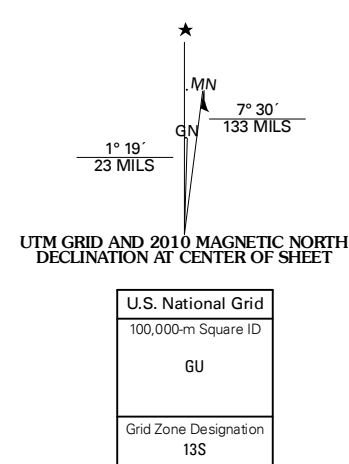 MN
GN
7° 30´
133 MILS
1° 19´
23 MILS
UTM GRID AND 2010 MAGNETIC NORTH
DECLINATION AT CENTER OF SHEET
U.S. National Grid
100,000-m Square ID
GU
Grid Zone Designation
13S